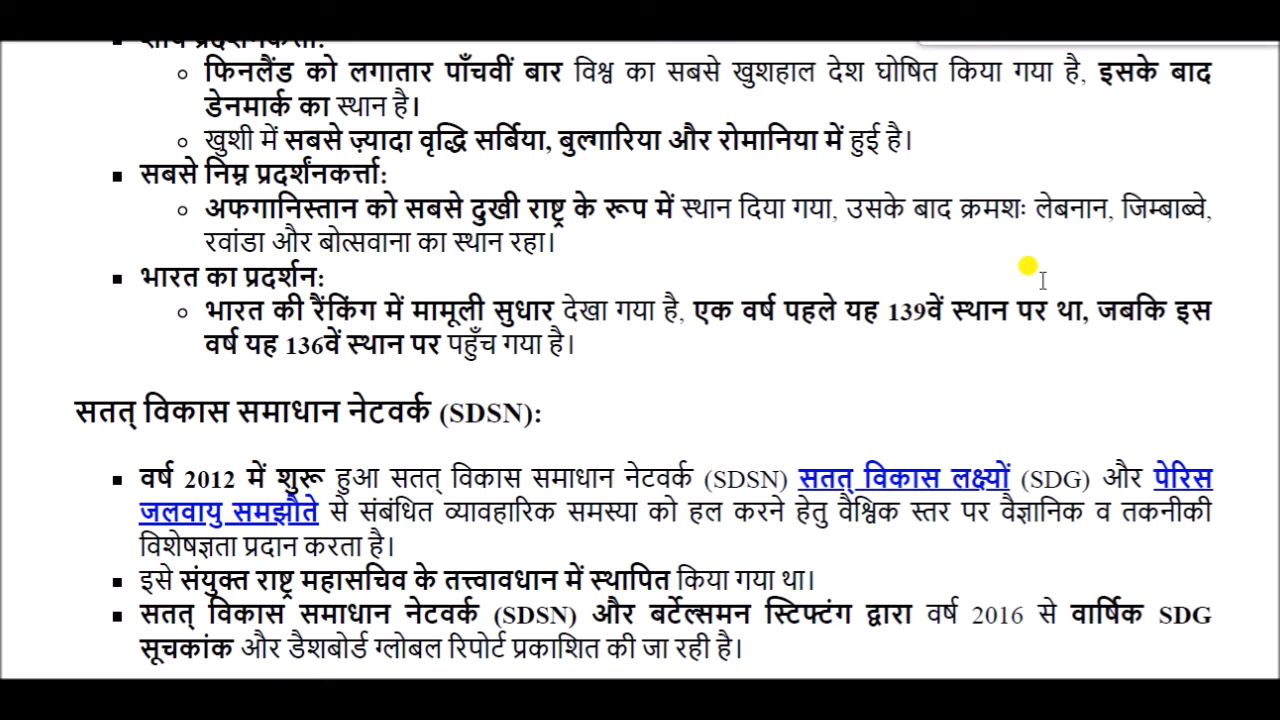 फिनलैंड को लगातार पाँचवीं बार विश्व का सबसे खुशहाल देश घोषित किया गया है, इसके बाद
डेनमार्क का स्थान है।
खुशी में सबसे ज़्यादा वृद्धि सर्बिया, बुल्गारिया और रोमानिया में हुई है।
सबसे निम्न प्रदर्शनकर्त्ता:
अफगानिस्तान को सबसे दुखी राष्ट्र के रूप में स्थान दिया गया, उसके बाद क्रमशः लेबनान, जिम्बाब्वे,
रवांडा और बोत्सवाना का स्थान रहा।
भारत का प्रदर्शन:
भारत की रैंकिंग में मामूली सुधार देखा गया है, एक वर्ष पहले यह 139वें स्थान पर था, जबकि इस
वर्ष यह 136वें स्थान पर पहुँच गया है।
सतत् विकास समाधान नेटवर्क (SDSN):
वर्ष 2012 में शुरू हुआ सतत् विकास समाधान नेटवर्क (SDSN) सतत् विकास लक्ष्यों (SDG) और पेरिस
जलवायु समझौते से संबंधित व्यावहारिक समस्या को हल करने हेतु वैश्विक स्तर पर वैज्ञानिक व तकनीकी
विशेषज्ञता प्रदान करता है।
इसे संयुक्त राष्ट्र महासचिव के तत्त्वावधान में स्थापित किया गया था।
सतत् विकास समाधान नेटवर्क (SDSN) और बर्टेल्समन स्टिफ्टंग द्वारा वर्ष 2016 से वार्षिक SDG
सूचकांक और डैशबोर्ड ग्लोबल रिपोर्ट प्रकाशित की जा रही है।